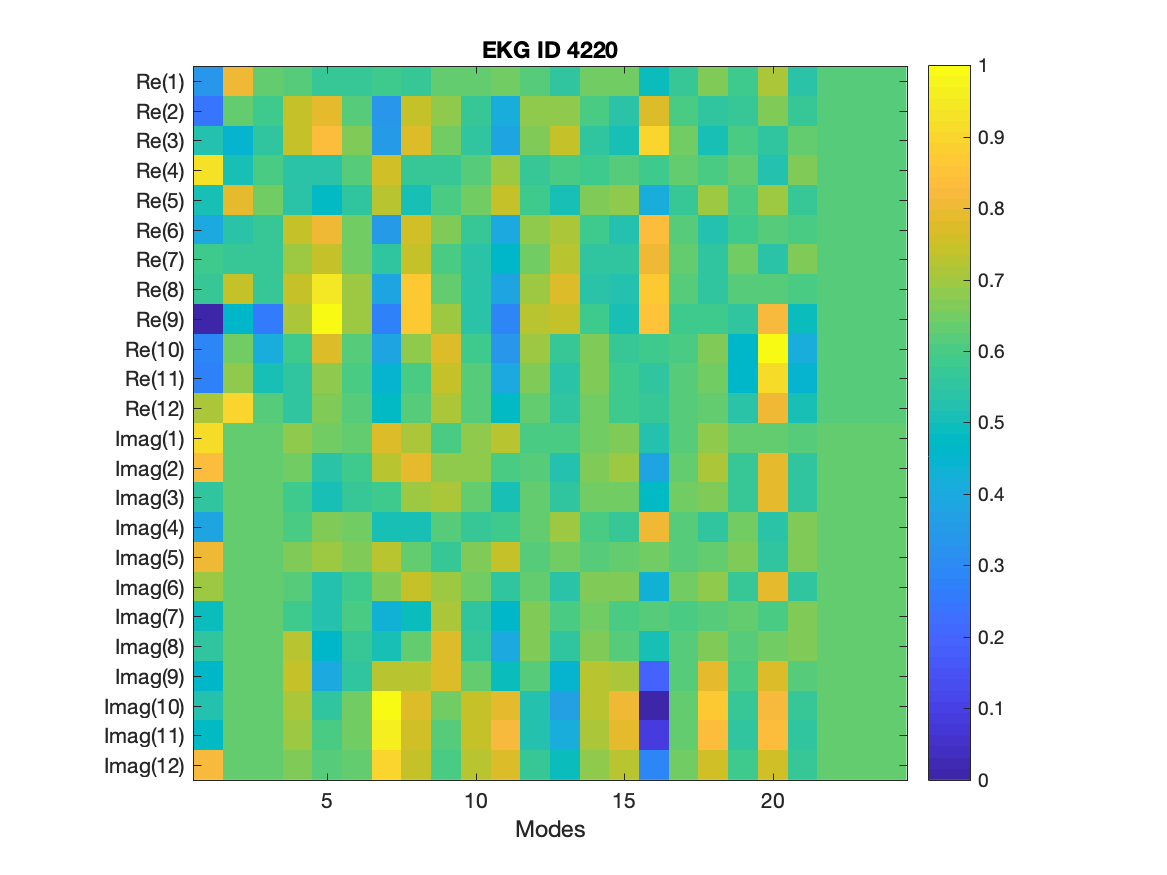 EKG ID 4220
Re(1)
Re(2)
Re(3)
Re(4)
Re(5)
Re(6)
Re(7)
Re(8)
Re(9)
Re(10)
Re(11)
Re(12)
Imag(1)
Imag(2)
Imag(3)
Imag(4)
Imag(5)
Imag(6)
Imag(7)
Imag(8)
Imag(9)
Imag(10)
Imag(11)
Imag(12)
5 10 15 20
Modes
1
0.9
0.8
0.7
0.6
0.5
0.4
0.3
0.2
0.1
0